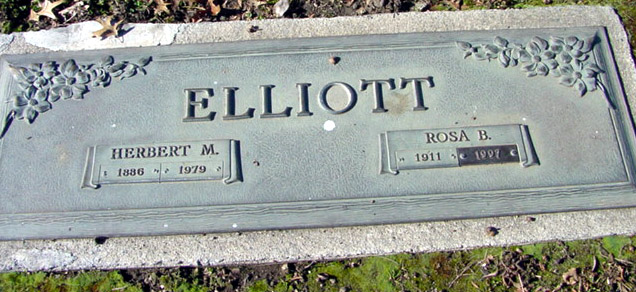 ELLIOTT
HERBERT M.
1886 1979
ROSA B.
1911 1997